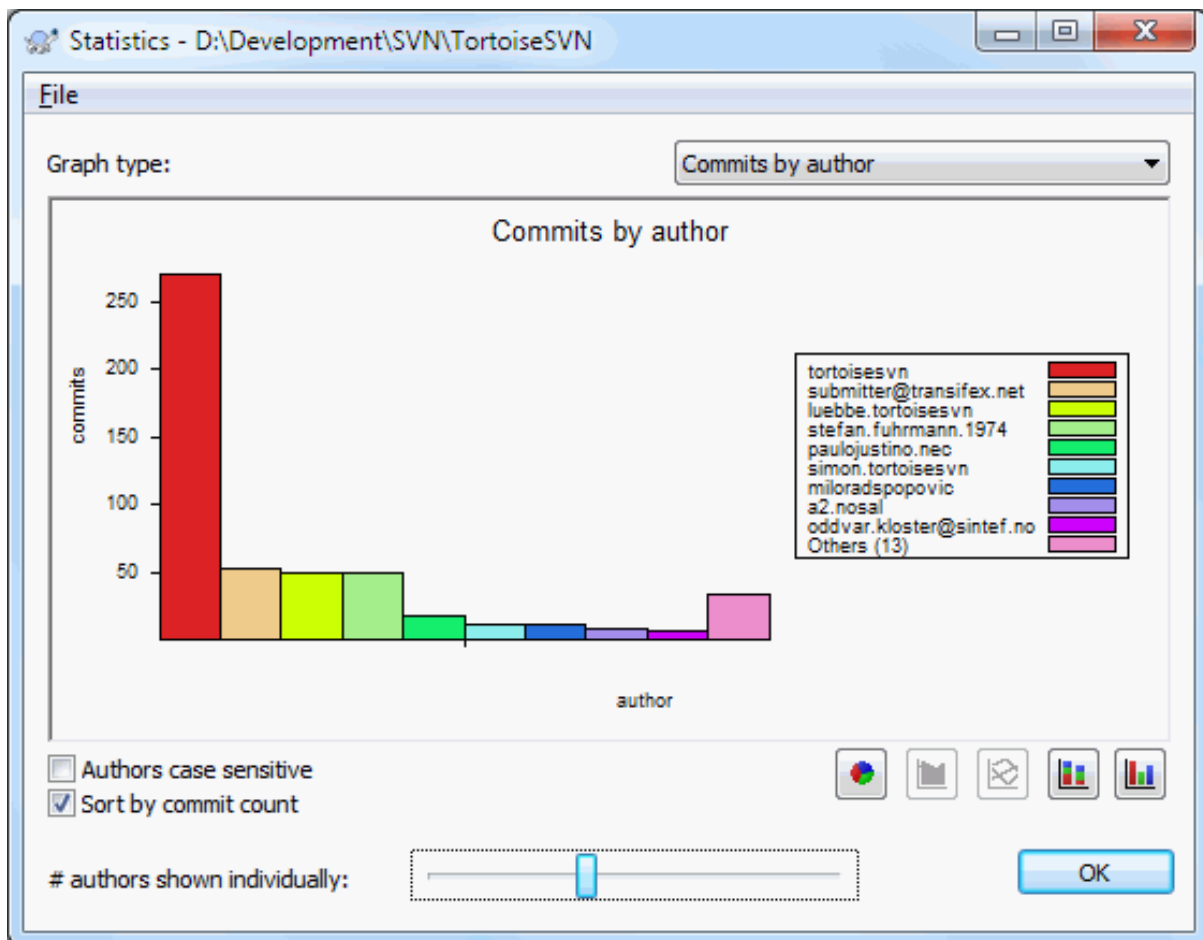 Statistics - D:\Development\SVN\TortoiseSVN
File
Graph type:
Commits by author
Commits by author
250
200
150
100
50
commits
author
tortoisesvn
submitter@transifex.net
luebbe.tortoisesvn
stefan.fuhrmann.1974
paulojustino.nec
simon.tortoisesvn
miloradspopovic
a2.nosal
oddvar.kloster@sintef.no
Others (13)
Authors case sensitive
Sort by commit count
# authors shown individually:
OK